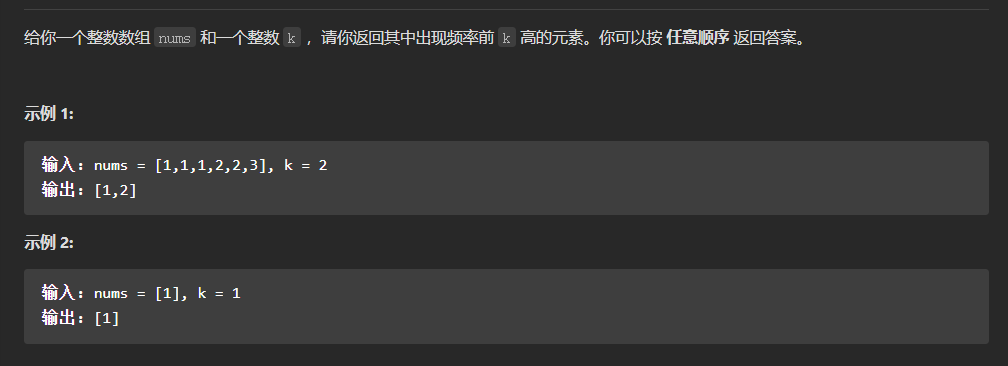 给你一个整数数组 nums 和一个整数 k ，请你返回其中出现频率前 k 高的元素。你可以按 任意顺序 返回答案。
示例 1:
输入：nums = [1,1,1,2,2,3], k = 2
输出：[1,2]
示例 2:
输入：nums = [1], k = 1
输出：[1]